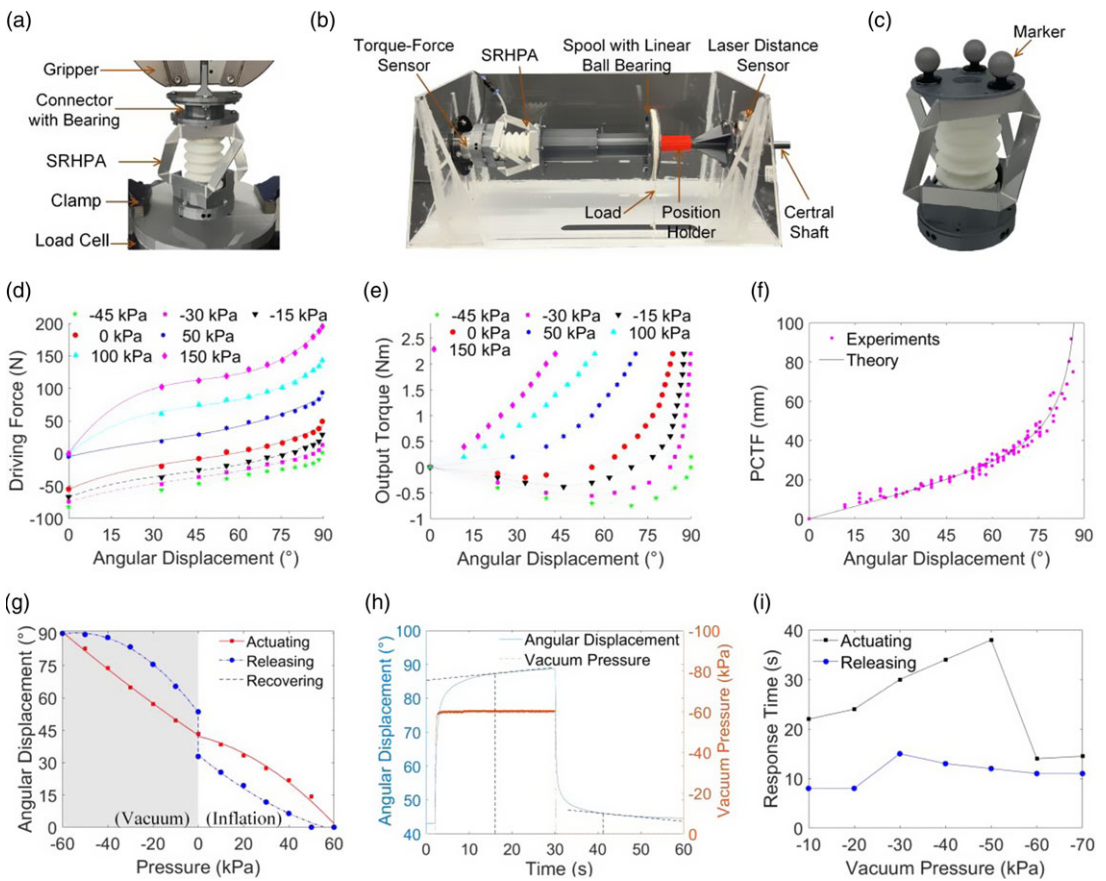 (a)
Gripper
Connector
with Bearing
SRHPA
Clamp
Load Cell
(b)
Torque-Force
Sensor
SRHPA
Spool with Linear
Ball Bearing
Laser Distance
Sensor
Load
Position
Holder
Certral
Shaft
(c)
Marker
(d)
-45 kPa -30 kPa -15 kPa
0 kPa 50 kPa
100 kPa 150 kPa
Driving Force (N)
200
150
100
50
0
-50
-100
0 15 30 45 60 75 90
Angular Displacement (°)
(e)
-45 kPa -30 kPa -15 kPa
0 kPa 50 kPa 100 kPa
150 kPa
Output Torque (Nm)
2.5
2
1.5
1
0.5
0
-0.5
-1
0 15 30 45 60 75 90
Angular Displacement (°)
(f)
Experiments
Theory
PCTF (mm)
100
80
60
40
20
0
0 15 30 45 60 75 90
Angular Displacement (°)
(g)
Actuating
Releasing
Recovering
Angular Displacement (°)
90
75
60
45
30
15
0
(Vacuum) (Inflation)
-60 -40 -20 0 20 40 60
Pressure (kPa)
(h)
Angular Displacement
Vacuum Pressure
Angular Displacement (°)
100
90
80
70
60
50
40
Vacuum Pressure (kPa)
-100
-80
-60
-40
-20
0
0 10 20 30 40 50 60
Time (s)
(i)
Actuating
Releasing
Response Time (s)
40
30
20
10
0
-10 -20 -30 -40 -50 -60 -70
Vacuum Pressure (kPa)